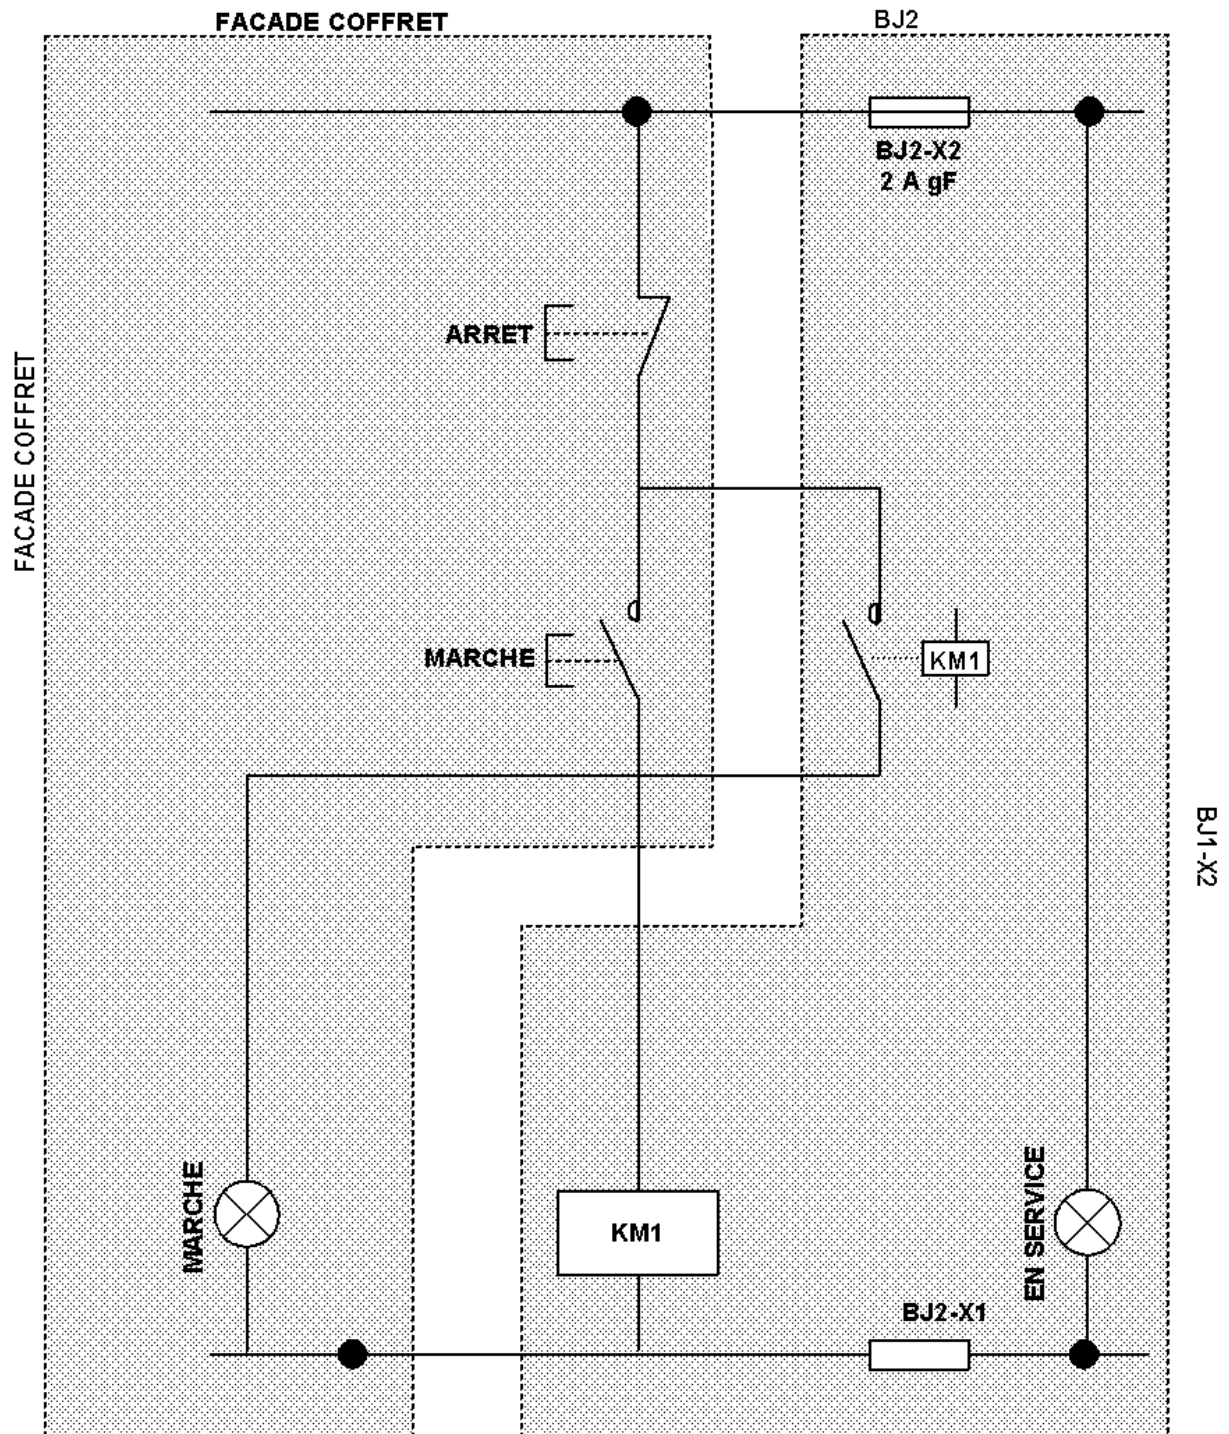 FACADE COFFRET
BJ2
BJ2-X2
2 A gF
ARRET
FACADE COFFRET
MARCHE
KM1
BJ1-X2
MARCHE
KM1
EN SERVICE
BJ2-X1